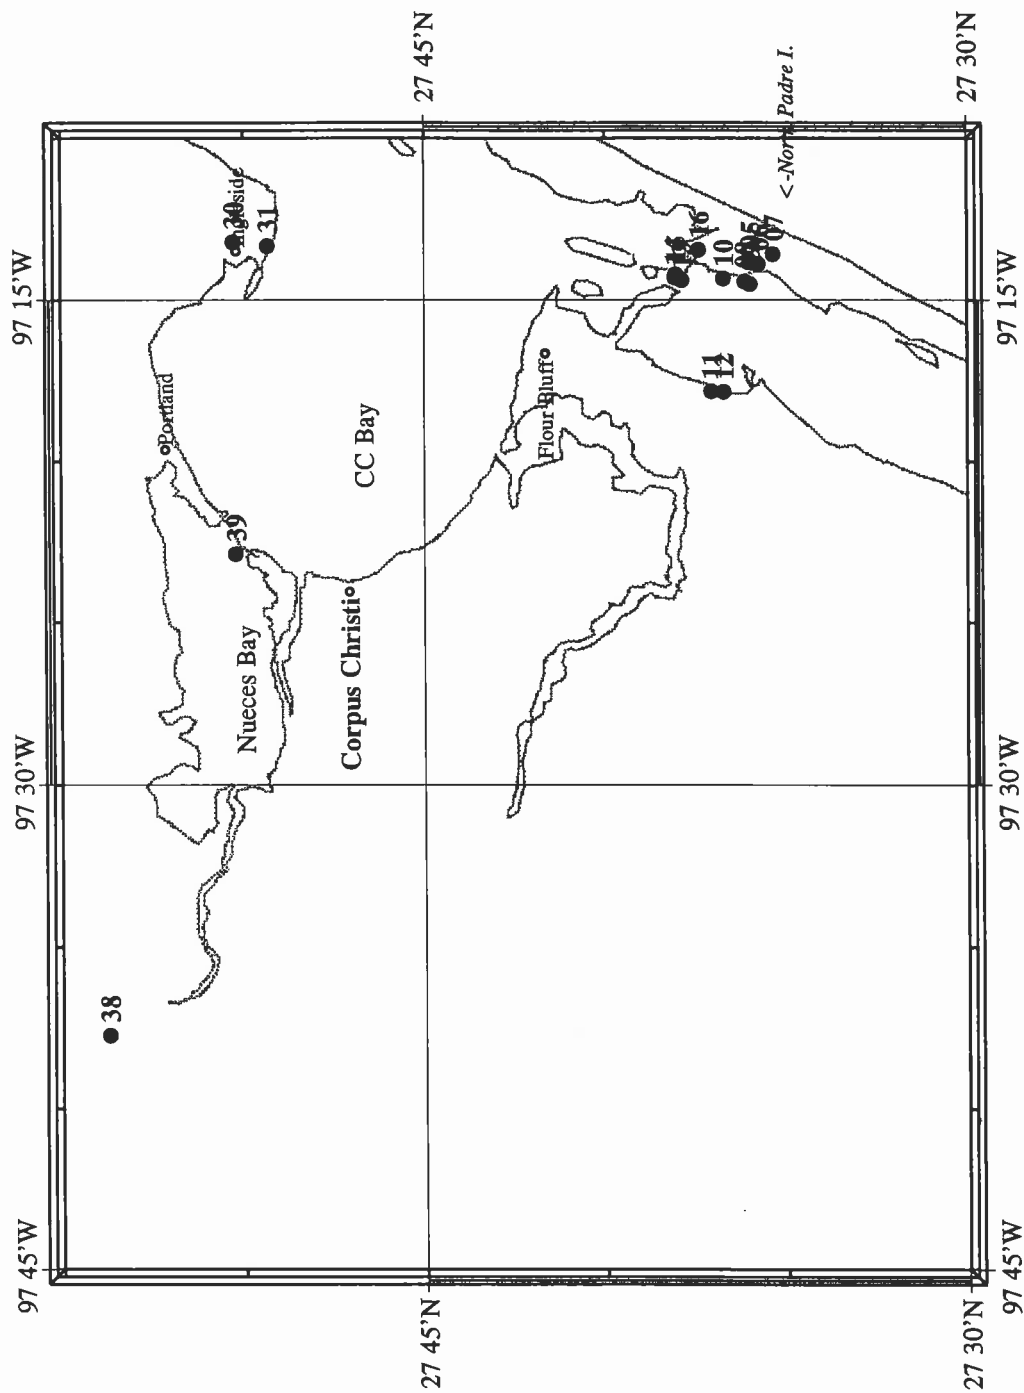 97 45'W
97 30'W
97 15'W
38
Portland
30
Ingleside
39
Nueces Bay
31
Corpus Christi
CC Bay
27 45'N
27 45'N
Flour Bluff
16
11
10
12
07
<-North Padre I.
27 30'N
27 30'N
97 45'W
97 30'W
97 15'W